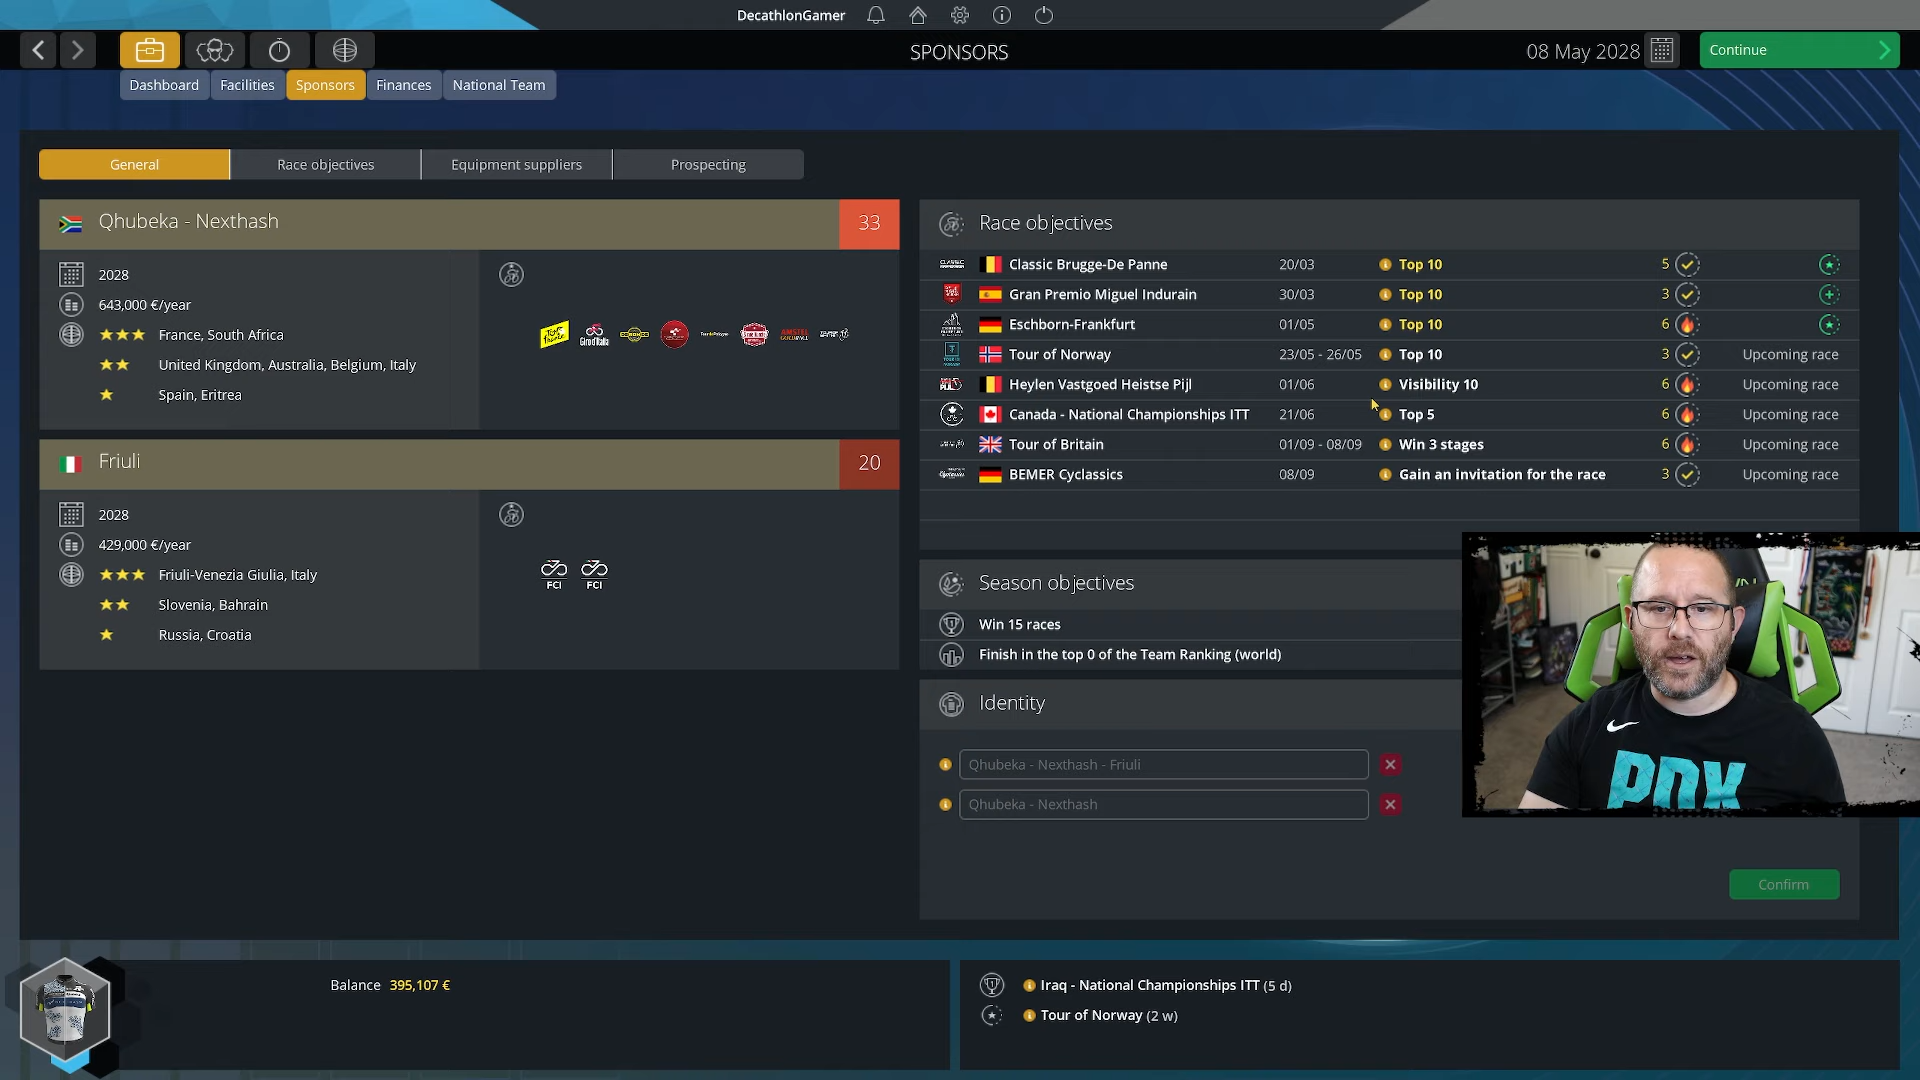 DecathlonGamer
SPONSORS
08 May 2028
Continue
Dashboard
Facilities
Sponsors
Finances
National Team
General
Race objectives
Equipment suppliers
Prospecting
Qhubeka - Nexthash
33
2028
643,000 €/year
France, South Africa
United Kingdom, Australia, Belgium, Italy
Spain, Eritrea
Friuli
20
2028
429,000 €/year
Friuli-Venezia Giulia, Italy
Slovenia, Bahrain
Russia, Croatia
FCI
FCI
Race objectives
Classic Brugge-De Panne 20/03 Top 10 5
Gran Premio Miguel Indurain 30/03 Top 10 3
Eschborn-Frankfurt 01/05 Top 10 6
Tour of Norway 23/05 - 26/05 Top 10 3 Upcoming race
Heylen Vastgoed Heistse Pijl 01/06 Visibility 10 6 Upcoming race
Canada - National Championships ITT 21/06 Top 5 6 Upcoming race
Tour of Britain 01/09 - 08/09 Win 3 stages 6 Upcoming race
BEMER Cyclassics 08/09 Gain an invitation for the race 3 Upcoming race
Season objectives
Win 15 races
Finish in the top 0 of the Team Ranking (world)
Identity
Qhubeka - Nexthash - Friuli
Qhubeka - Nexthash
Confirm
PDX
Balance 395,107 €
Iraq - National Championships ITT (5 d)
Tour of Norway (2 w)